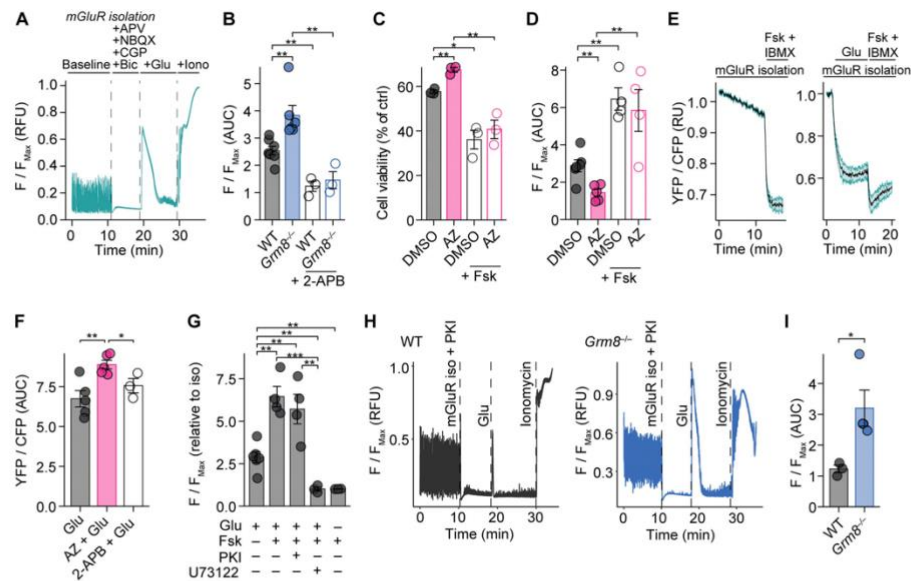 A
mGluR isolation
+APV
+NBQX
+CGP
Baseline +Bic +Glu +Iono
F / FMax (RFU)
1.0
0.8
0.6
0.4
0.2
0.0
0 10 20 30
Time (min)
B
** **
** **
F / FMax (AUC)
6
5
4
3
2
1
0
WT
Grm8–/–
WT
Grm8–/–
+ 2-APB
C
**
*
**
Cell viability (% of ctrl)
60
40
20
0
DMSO
AZ
DMSO
AZ
+ Fsk
D
**
**
**
F / FMax (AUC)
8
7
6
5
4
3
2
1
0
DMSO
AZ
DMSO
AZ
+ Fsk
E
Fsk +
IBMX
mGluR isolation
Fsk +
Glu IBMX
mGluR isolation
YFP / CFP (RU)
1.0
0.9
0.8
0.7
0 10
Time (min)
0 10 20
Time (min)
F
** *
YFP / CFP (AUC)
7.5
5.0
2.5
0.0
Glu
AZ + Glu
2-APB + Glu
G
**
**
**
** ***
**
F / FMax (relative to iso)
7.5
5.0
2.5
0.0
Glu + + + + –
Fsk – + + + –
PKI – – + – –
U73122 – – – + –
H
WT
mGluR iso + PKI
Glu
Ionomycin
F / FMax (RFU)
1.0
0.5
0 10 20 30
Time (min)
Grm8–/–
mGluR iso + PKI
Glu
Ionomycin
F / FMax (RFU)
0.9
0.6
0.3
0 10 20 30
Time (min)
I
*
F / FMax (AUC)
5
4
3
2
1
0
WT
Grm8–/–